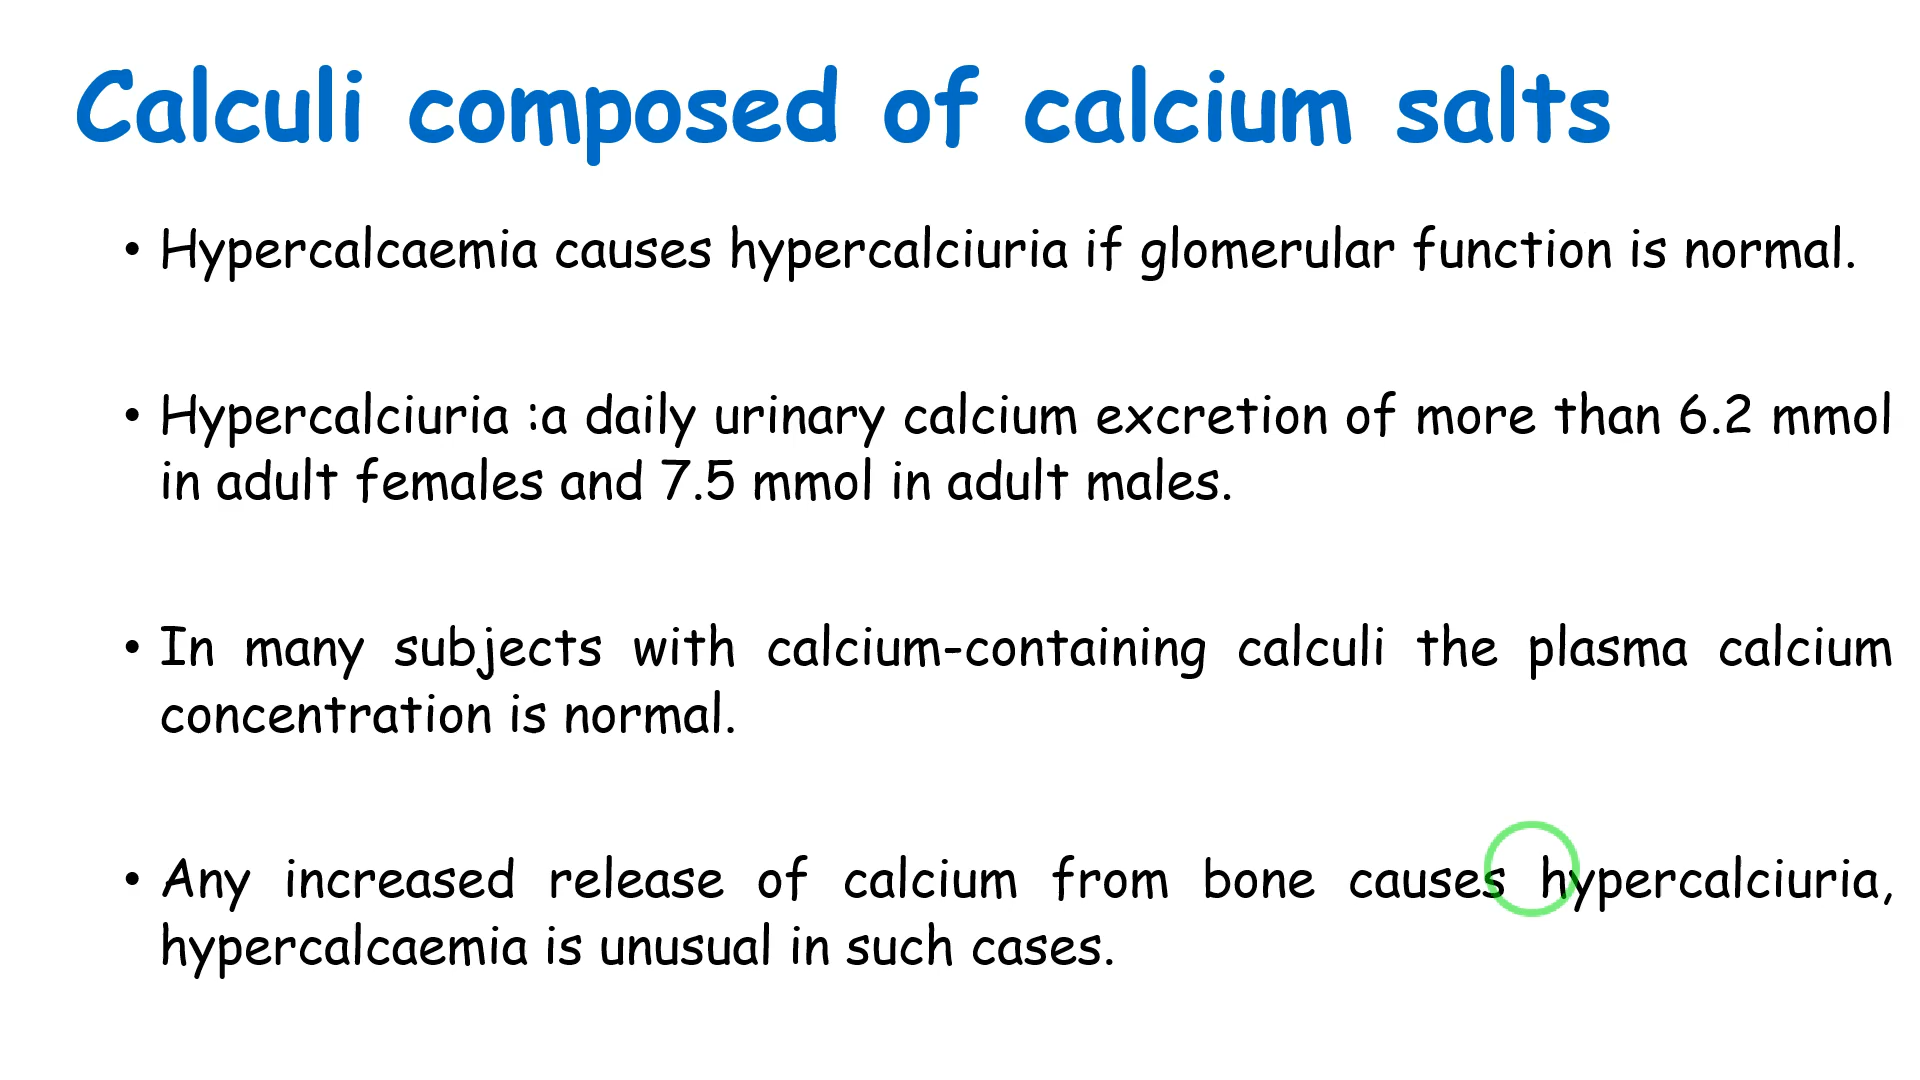 Calculi composed of calcium salts
• Hypercalcaemia causes hypercalciuria if glomerular function is normal.
• Hypercalciuria :a daily urinary calcium excretion of more than 6.2 mmol
in adult females and 7.5 mmol in adult males.
• In many subjects with calcium-containing calculi the plasma calcium
concentration is normal.
• Any increased release of calcium from bone causes hypercalciuria,
hypercalcaemia is unusual in such cases.